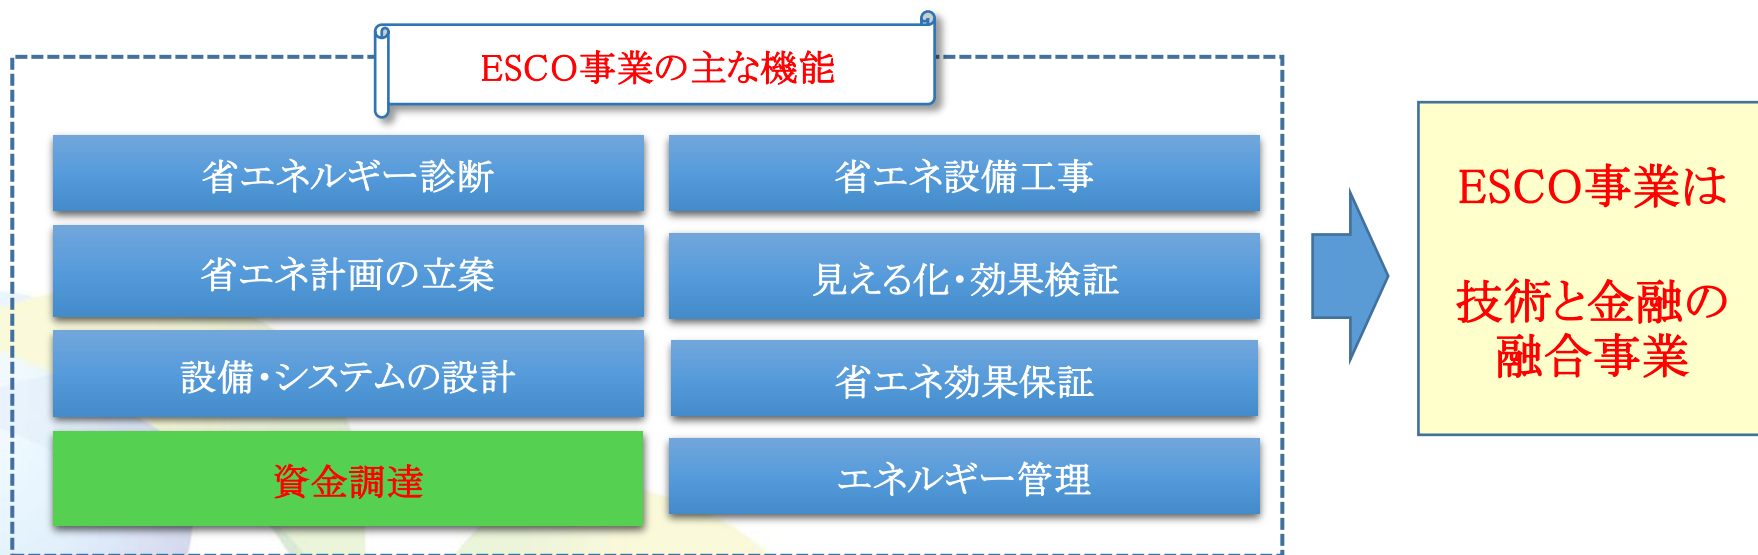 ESCO事業の主な機能
省エネルギー診断
省エネ計画の立案
設備・システムの設計
資金調達
省エネ設備工事
見える化・効果検証
省エネ効果保証
エネルギー管理
ESCO事業は
技術と金融の
融合事業